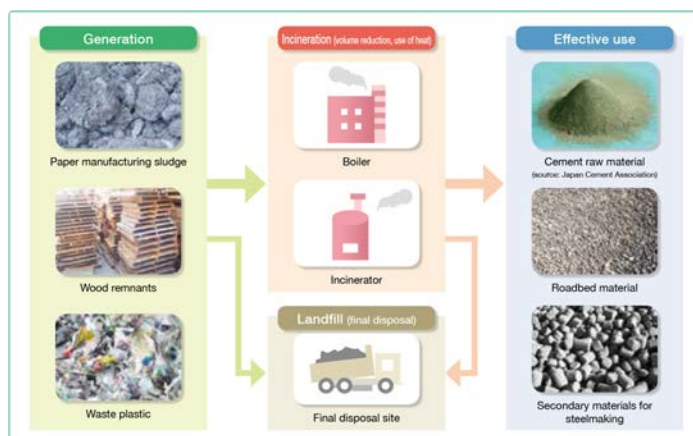 Generation
Paper manufacturing sludge
Wood remnants
Waste plastic
Incineration (volume reduction, use of heat)
Boiler
Incinerator
Landfill (final disposal)
Final disposal site
Effective use
Cement raw material
(source: Japan Cement Association)
Roadbed material
Secondary materials for
steelmaking